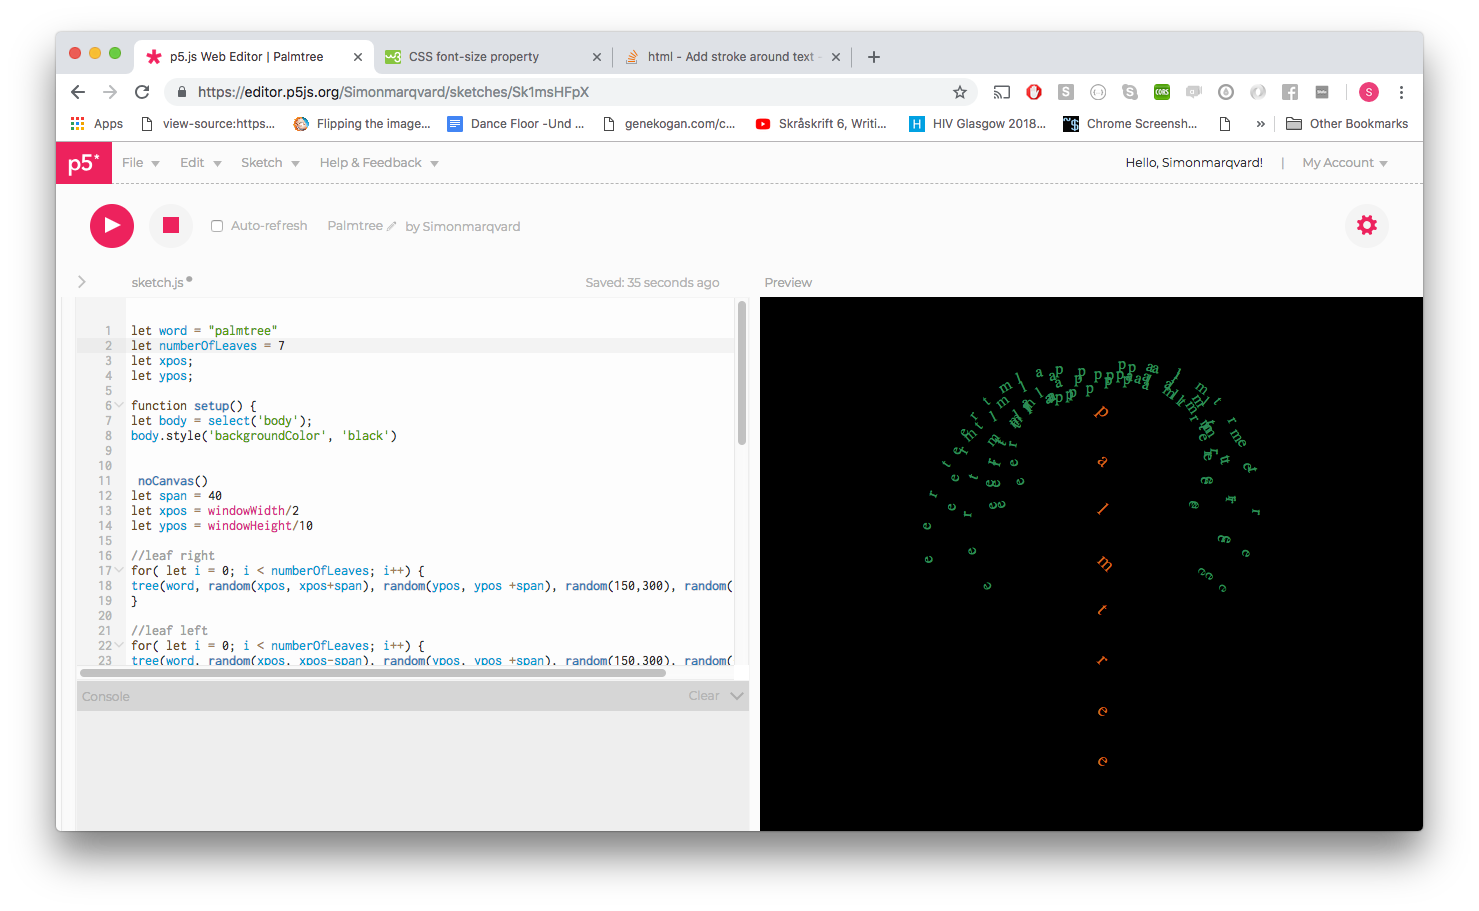 p5.js Web Editor | Palmtree
CSS font-size property
html - Add stroke around text -
https://editor.p5js.org/Simonmarqvard/sketches/Sk1msHFpX
S
Apps
view-source:https...
Flipping the image...
Dance Floor -Und ...
genekogan.com/c...
Skråskrift 6, Writi...
HIV Glasgow 2018...
Chrome Screensh...
»
Other Bookmarks
p5*
File
Edit
Sketch
Help & Feedback
Hello, Simonmarqvard!
|
My Account
Auto-refresh
Palmtree
by Simonmarqvard
sketch.js
Saved: 35 seconds ago
Preview
1 let word = "palmtree"
2 let numberOfLeaves = 7
3 let xpos;
4 let ypos;
5
6 function setup() {
7 let body = select('body');
8 body.style('backgroundColor', 'black')
9
10
11 noCanvas()
12 let span = 40
13 let xpos = windowWidth/2
14 let ypos = windowHeight/10
15
16 //leaf right
17 for( let i = 0; i < numberOfLeaves; i++) {
18 tree(word, random(xpos, xpos+span), random(ypos, ypos +span), random(150,300), random(
19 }
20
21 //leaf left
22 for( let i = 0; i < numberOfLeaves; i++) {
23 tree(word, random(xpos, xpos-span), random(ypos, ypos +span), random(150,300), random(
Console
Clear
p
a
l
m
t
r
e
e